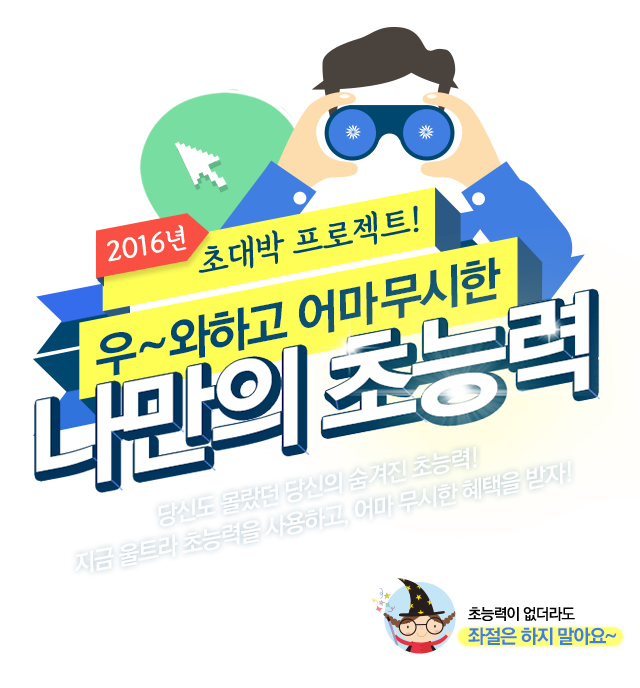 2016년 초대박 프로젝트!
우~와하고 어마무시한
나만의 초능력
당신도 몰랐던 당신의 숨겨진 초능력!
지금 울트라 초능력을 사용하고, 어마 무시한 혜택을 받자!
초능력이 없더라도
좌절은 하지 말아요~